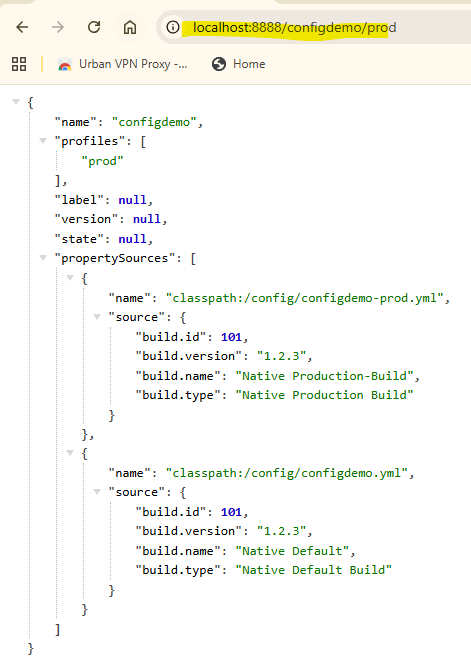 localhost:8888/configdemo/prod
Urban VPN Proxy -... Home
{
"name": "configdemo",
"profiles": [
"prod"
],
"label": null,
"version": null,
"state": null,
"propertySources": [
{
"name": "classpath:/config/configdemo-prod.yml",
"source": {
"build.id": 101,
"build.version": "1.2.3",
"build.name": "Native Production-Build",
"build.type": "Native Production Build"
}
},
{
"name": "classpath:/config/configdemo.yml",
"source": {
"build.id": 101,
"build.version": "1.2.3",
"build.name": "Native Default",
"build.type": "Native Default Build"
}
}
]
}